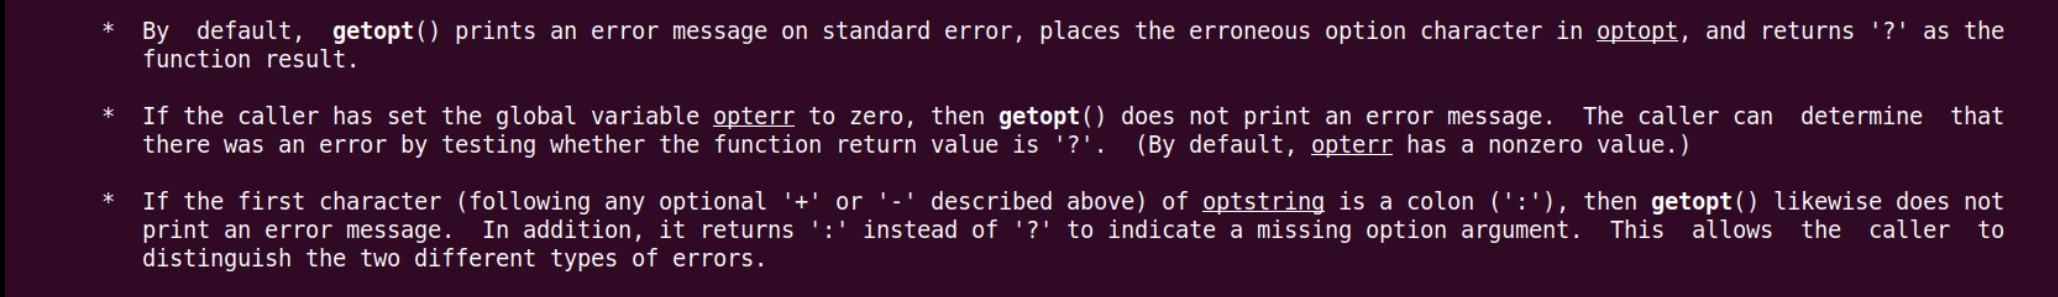 * By default, getopt() prints an error message on standard error, places the erroneous option character in optopt, and returns '?' as the
function result.
* If the caller has set the global variable opterr to zero, then getopt() does not print an error message. The caller can determine that
there was an error by testing whether the function return value is '?'. (By default, opterr has a nonzero value.)
* If the first character (following any optional '+' or '-' described above) of optstring is a colon (':'), then getopt() likewise does not
print an error message. In addition, it returns ':' instead of '?' to indicate a missing option argument. This allows the caller to
distinguish the two different types of errors.